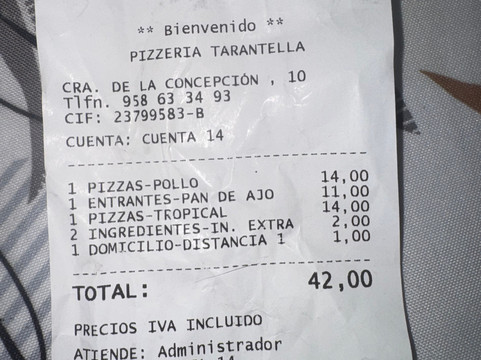 ** Bienvenido **
PIZZERIA TARANTELLA
CRA. DE LA CONCEPCIÓN , 10
Tlfn. 958 63 34 93
CIF: 23799583-B
CUENTA: CUENTA 14
1 PIZZAS-POLLO 14,00
1 ENTRANTES-PAN DE AJO 11,00
1 PIZZAS-TROPICAL 14,00
2 INGREDIENTES-IN. EXTRA 2,00
1 DOMICILIO-DISTANCIA 1 1,00
TOTAL: 42,00
PRECIOS IVA INCLUIDO
ATIENDE: Administrador